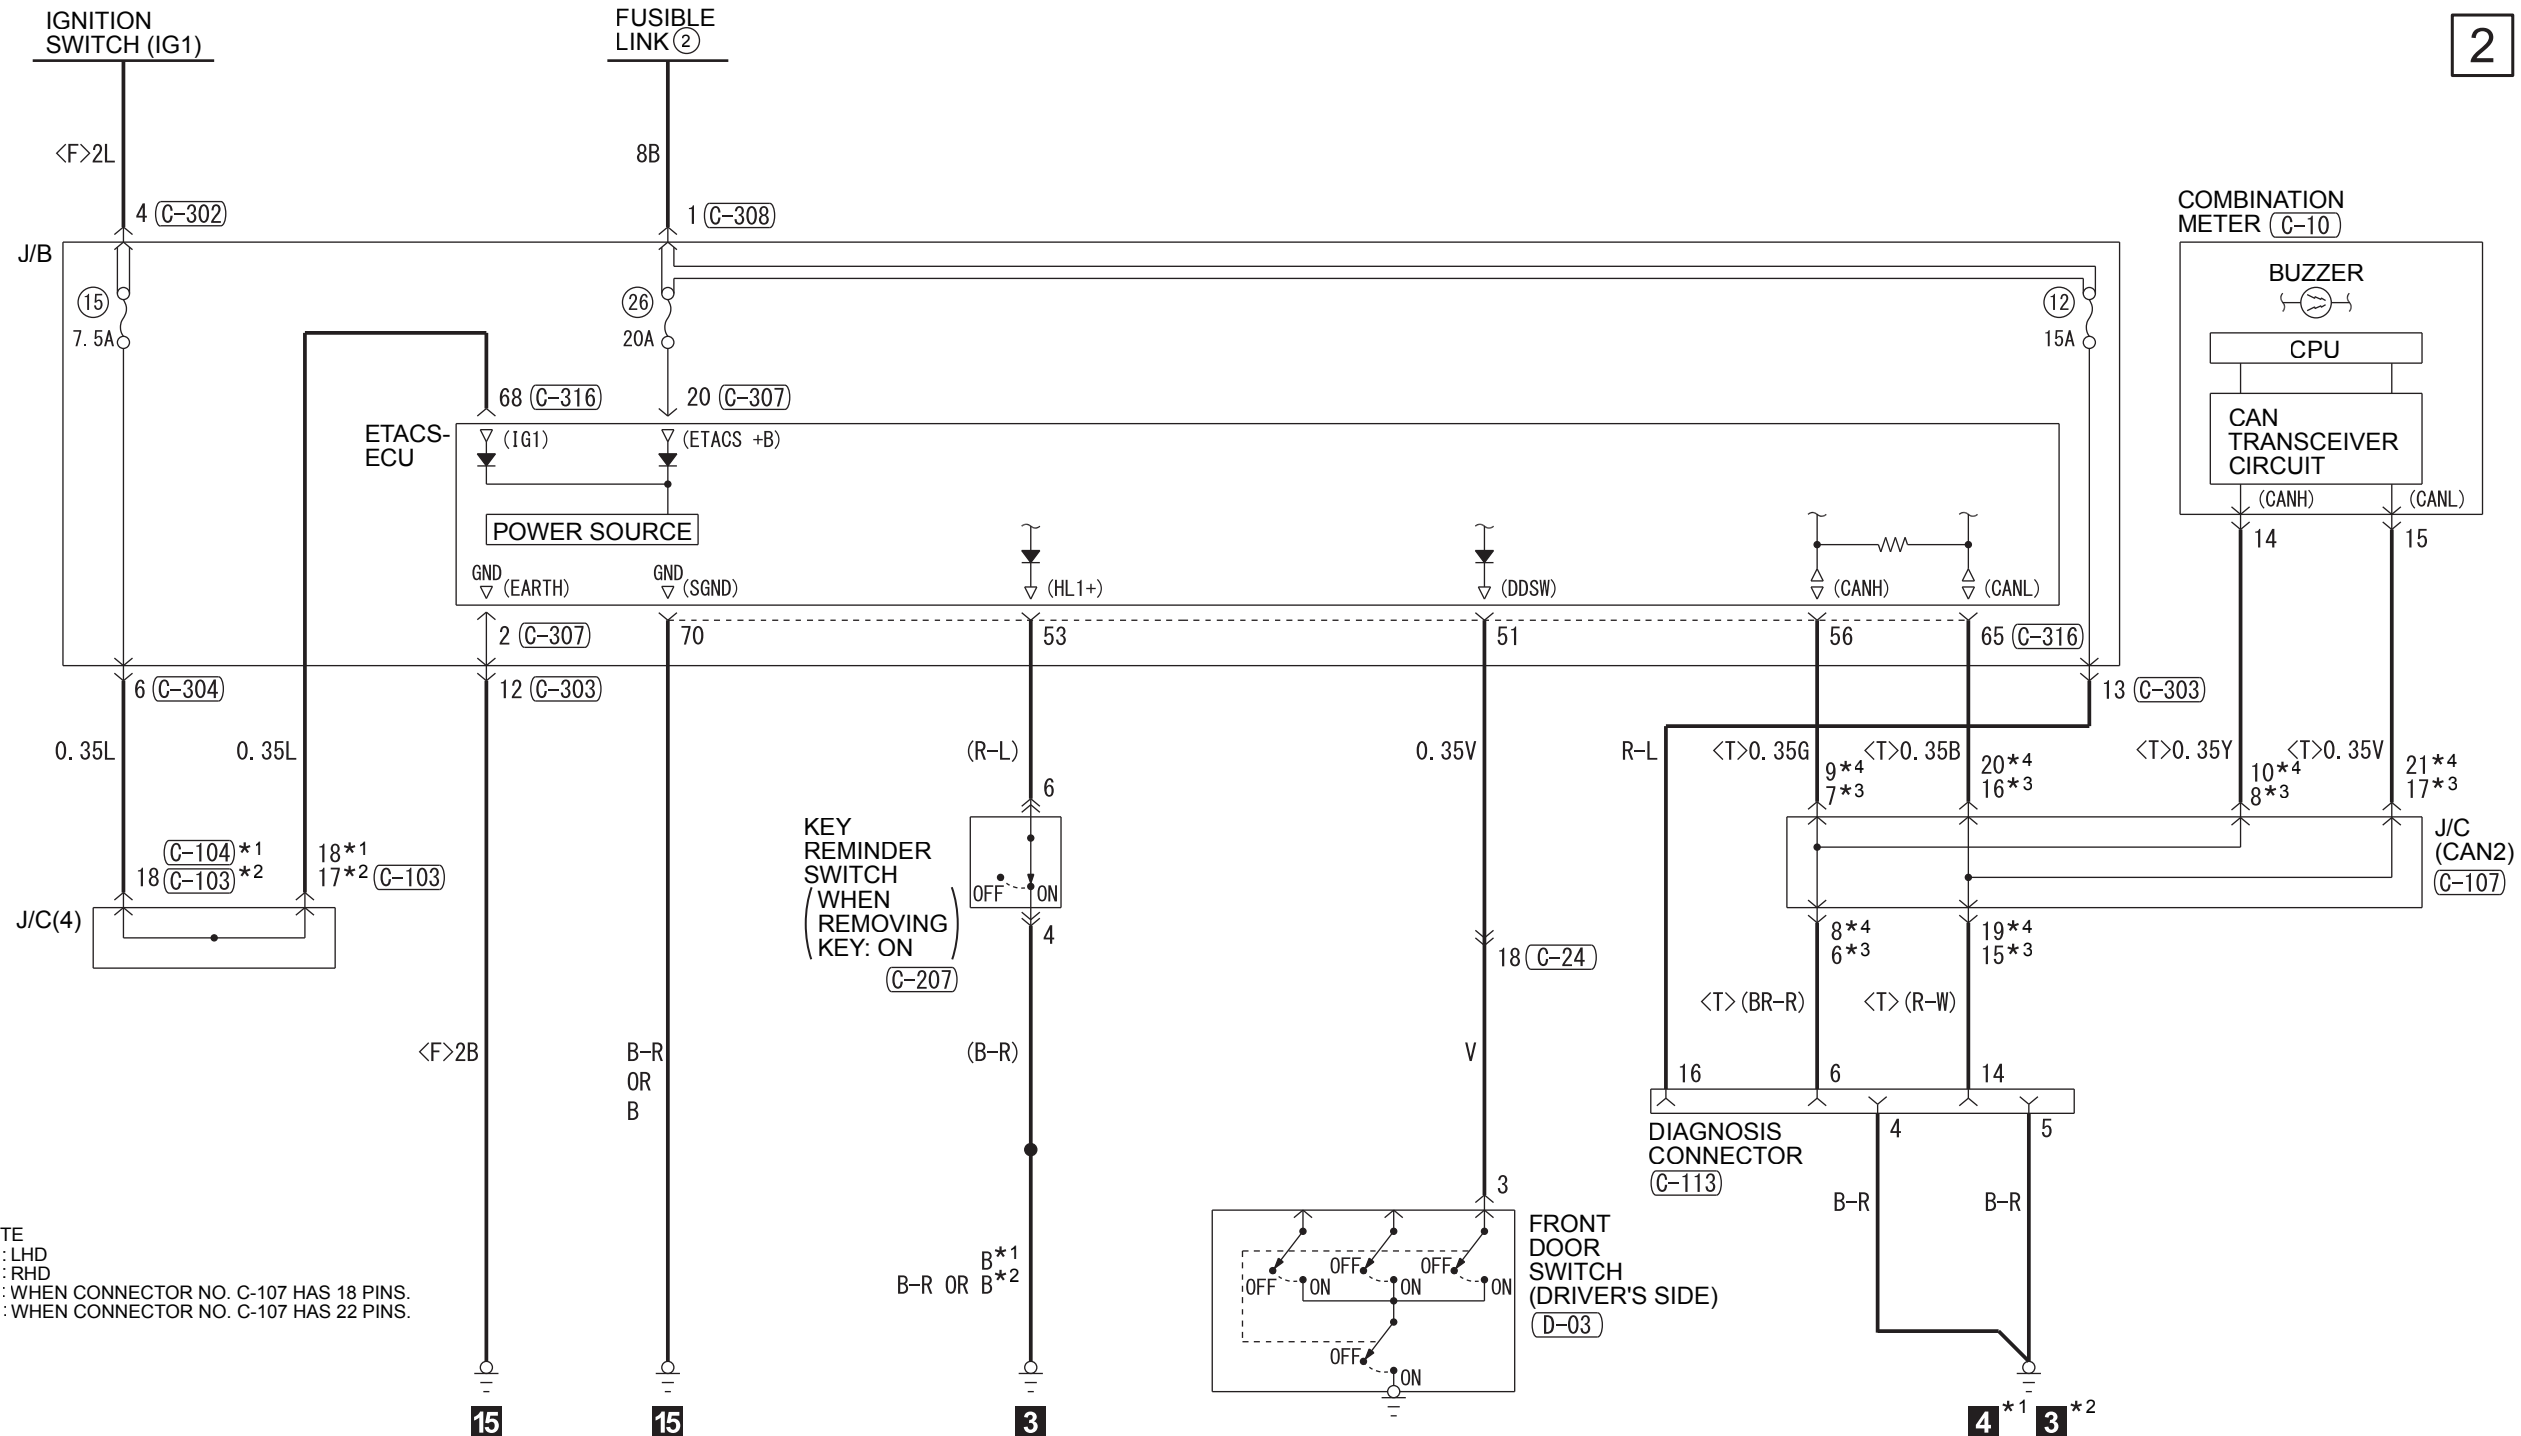 IGNITION
SWITCH (IG1)
FUSIBLE
LINK ②
2
<F>2L
8B
4 (C-302)
1 (C-308)
COMBINATION
METER (C-10)
J/B
BUZZER
15
7.5A
26
20A
12
15A
CPU
68 (C-316)
20 (C-307)
CAN
TRANSCEIVER
CIRCUIT
ETACS-
ECU
(IG1)
(ETACS +B)
(CANH)
(CANL)
POWER SOURCE
14
15
GND
(EARTH)
GND
(SGND)
(HL1+)
(DDSW)
(CANH)
(CANL)
2 (C-307)
70
53
51
56
65 (C-316)
6 (C-304)
12 (C-303)
13 (C-303)
0.35L
0.35L
(R-L)
0.35V
R-L
<T>0.35G
<T>0.35B
<T>0.35Y
<T>0.35V
9*4
7*3
20*4
16*3
10*4
8*3
21*4
17*3
6
KEY
REMINDER
SWITCH
(WHEN
REMOVING
KEY: ON)
(C-207)
OFF
ON
4
J/C
(CAN2)
(C-107)
(C-104)*1
18 (C-103)*2
18*1
17*2 (C-103)
J/C(4)
8*4
6*3
19*4
15*3
18 (C-24)
<T>(BR-R)
<T>(R-W)
<F>2B
B-R
OR
B
(B-R)
V
16
6
14
4
5
DIAGNOSIS
CONNECTOR
(C-113)
B-R
B-R
3
FRONT
DOOR
SWITCH
(DRIVER'S SIDE)
(D-03)
OFF
ON
OFF
ON
OFF
ON
OFF
ON
B*1
B-R OR B*2
TE
: LHD
: RHD
: WHEN CONNECTOR NO. C-107 HAS 18 PINS.
: WHEN CONNECTOR NO. C-107 HAS 22 PINS.
15
15
3
4*1 3*2